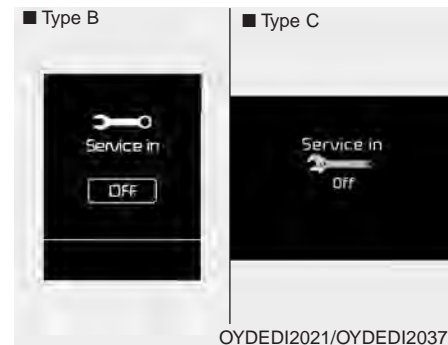 ■ Type B
■ Type C
Service in
OFF
Service in
Off
OYDEDI2021/OYDEDI2037